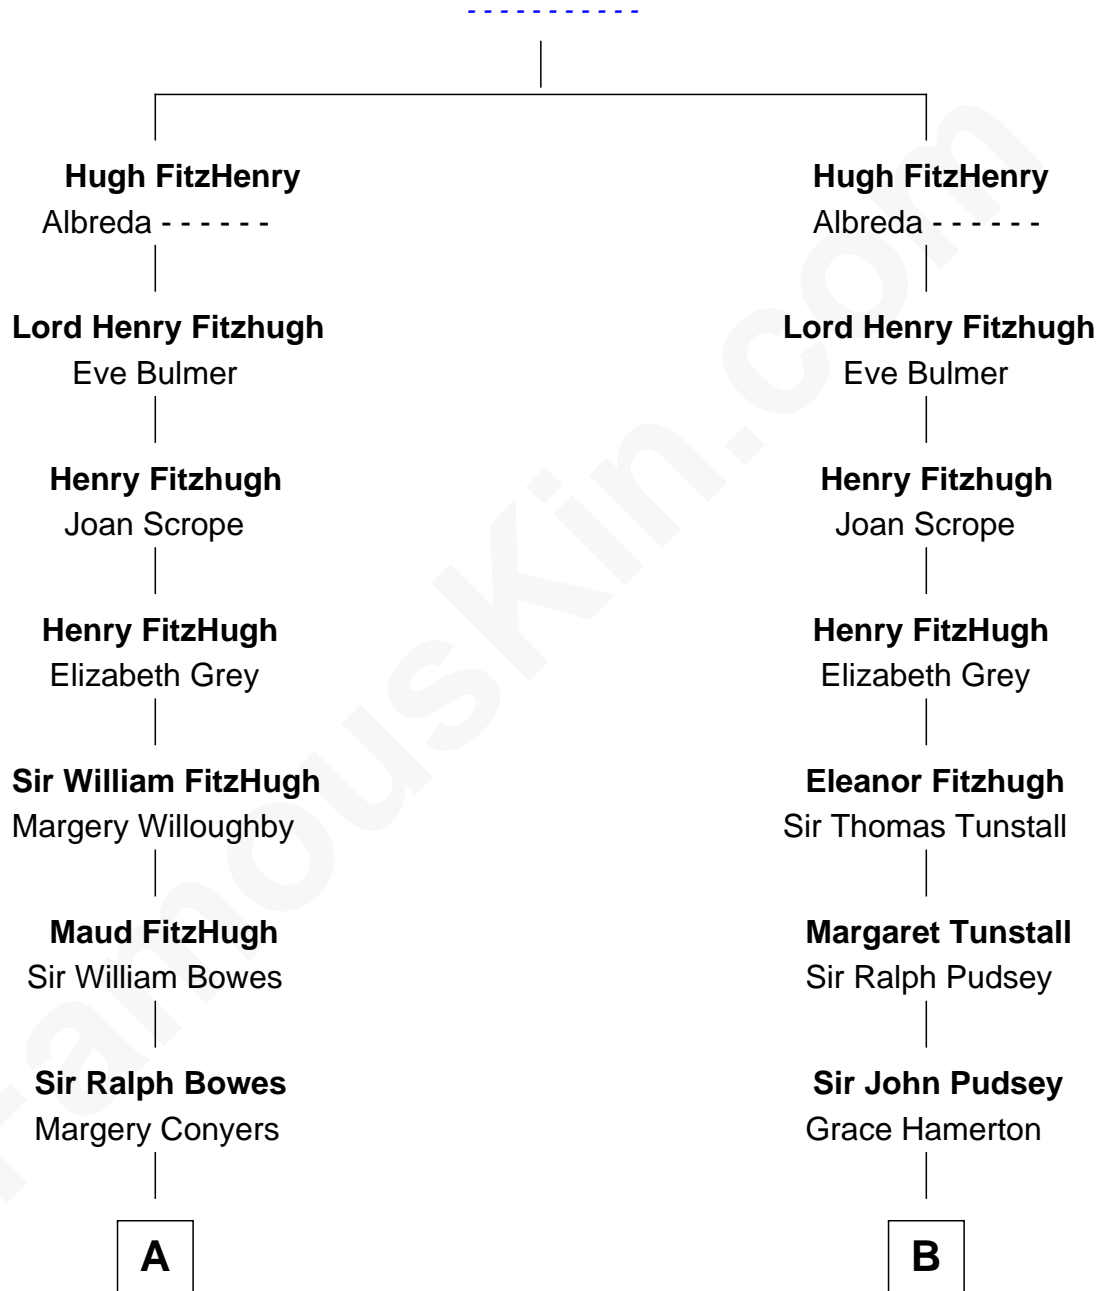 - - - - - - - - - - -
Hugh FitzHenry
Albreda - - - - - -
Lord Henry Fitzhugh
Eve Bulmer
Henry Fitzhugh
Joan Scrope
Henry FitzHugh
Elizabeth Grey
Sir William FitzHugh
Margery Willoughby
Maud FitzHugh
Sir William Bowes
Sir Ralph Bowes
Margery Conyers
A
Hugh FitzHenry
Albreda - - - - - -
Lord Henry Fitzhugh
Eve Bulmer
Henry Fitzhugh
Joan Scrope
Henry FitzHugh
Elizabeth Grey
Eleanor Fitzhugh
Sir Thomas Tunstall
Margaret Tunstall
Sir Ralph Pudsey
Sir John Pudsey
Grace Hamerton
B
FamousKin.com